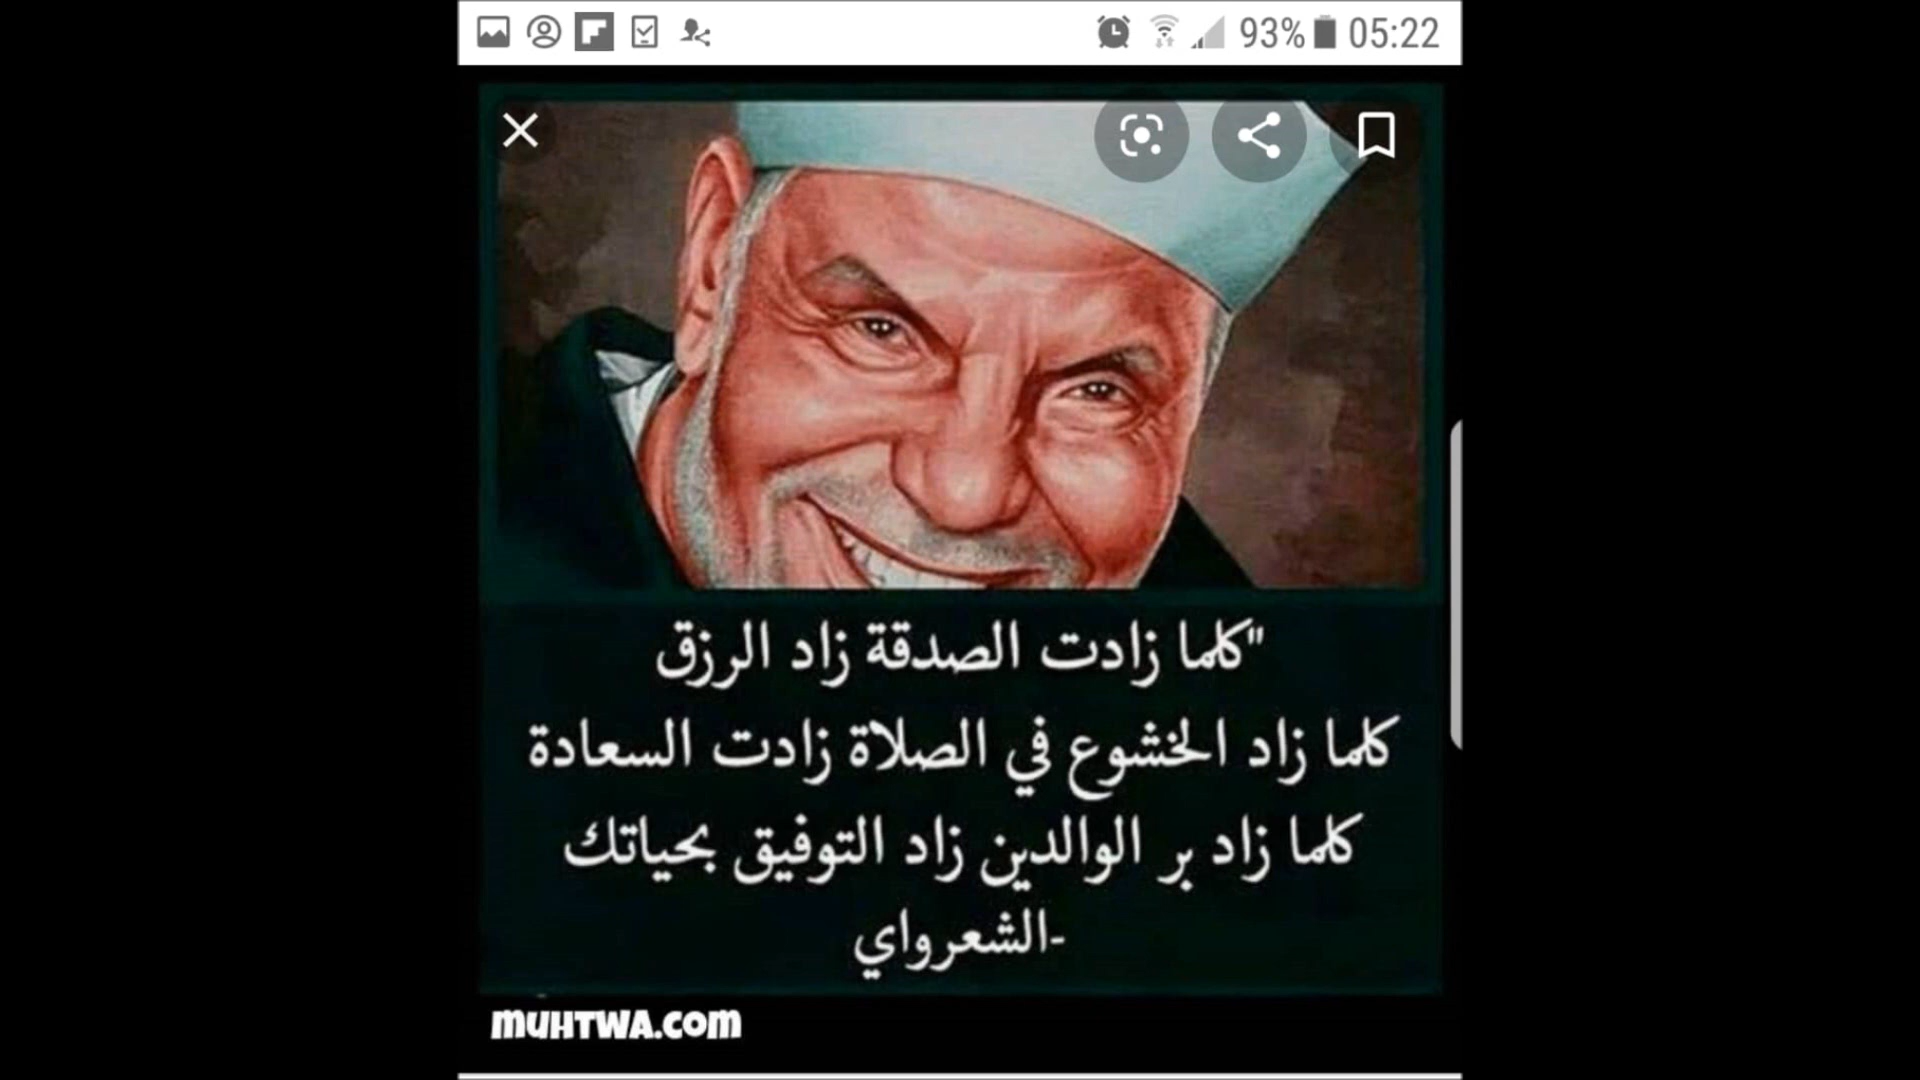 93% 05:22
"كلما زادت الصدقة زاد الرزق
كلما زاد الخشوع في الصلاة زادت السعادة
كلما زاد بر الوالدين زاد التوفيق بحياتك
-الشعرواي
MUHTWA.COM